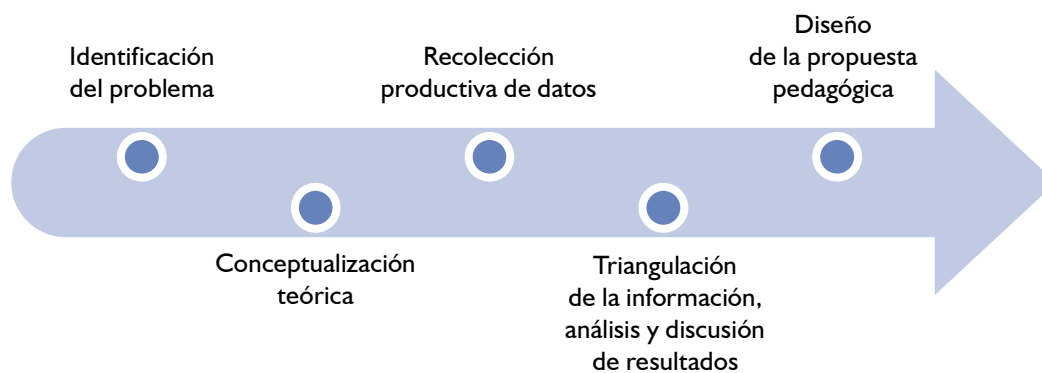 Identificación
del problema
Conceptualización
teórica
Recolección
productiva de datos
Triangulación
de la información,
análisis y discusión
de resultados
Diseño
de la propuesta
pedagógica